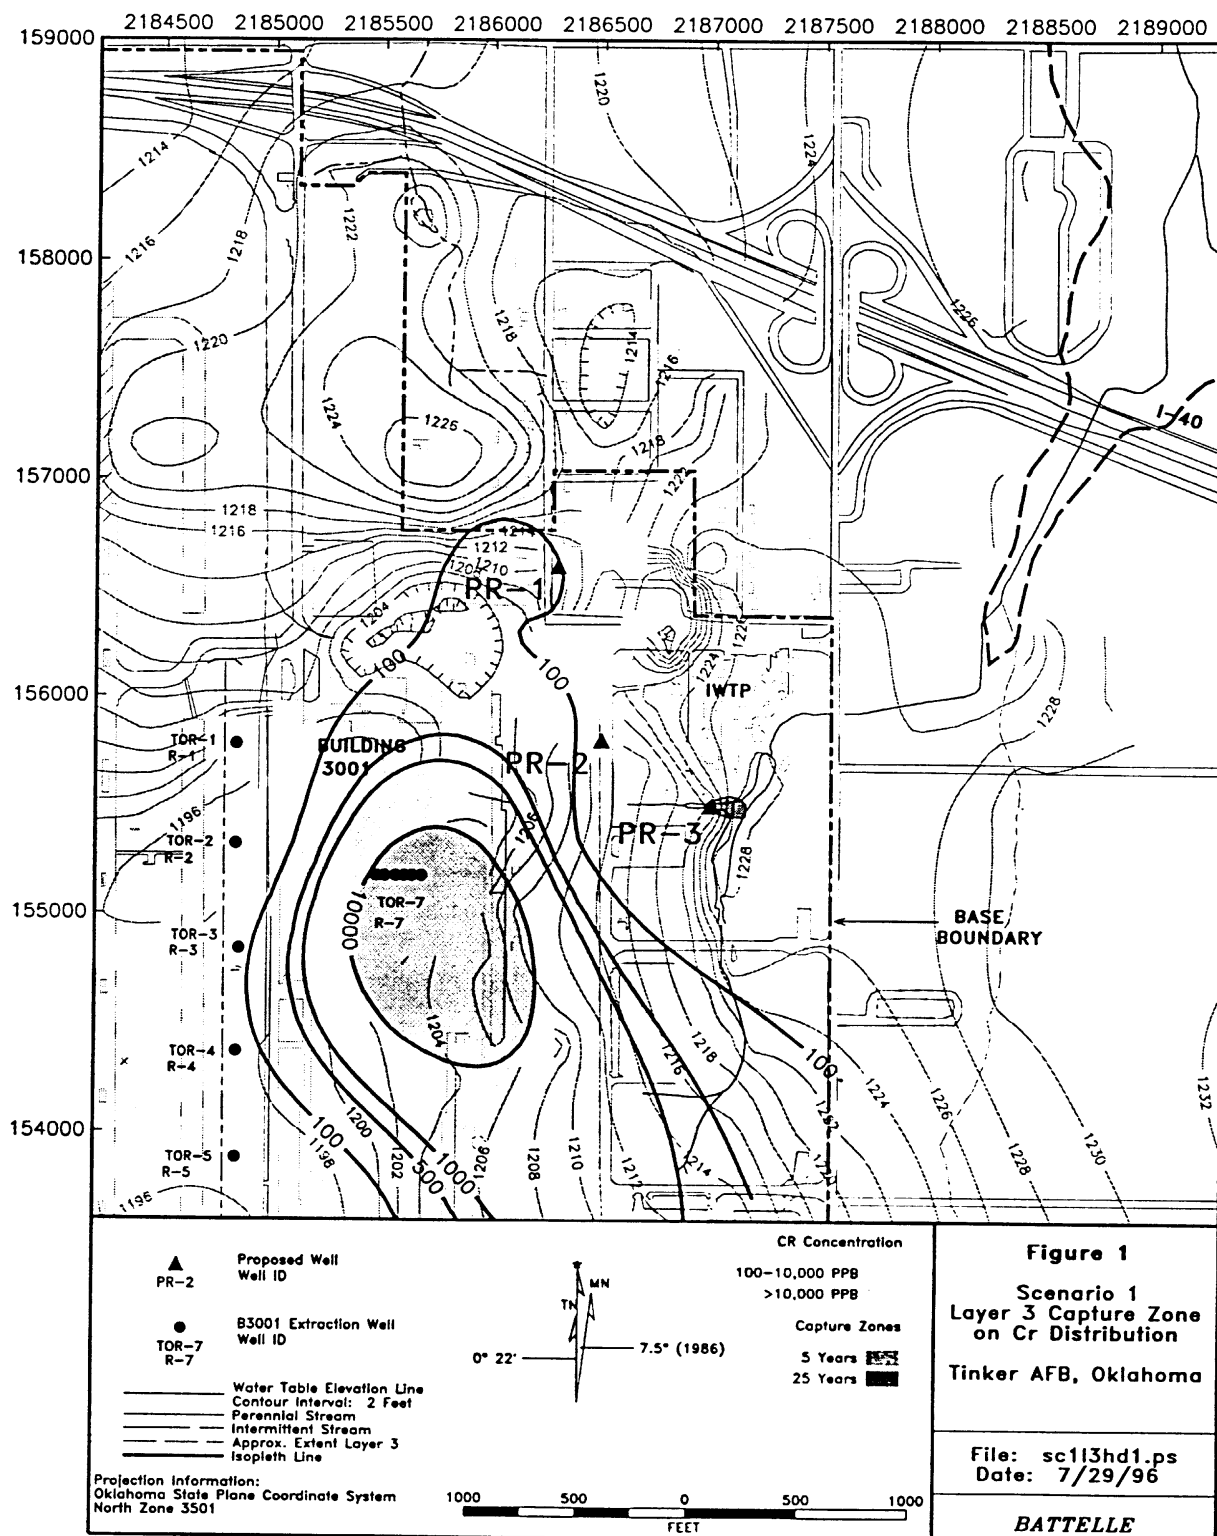 2184500 2185000 2185500 2186000 2186500 2187000 2187500 2188000 2188500 2189000
159000
1220
1224
1214
1222
1218
1216
158000
1226
1218
1214
1220
1216
I-40
1224
1226
1218
157000
1222
1218
1216
1214
1212
1210
1204
PR-1
1204
1226
100
100
1224
156000
IWTP
1228
TOR-1
R-1
BUILDING
3001
PR-2
1196
1206
PR-3
TOR-2
R-2
1228
10000
TOR-7
R-7
155000
BASE
BOUNDARY
TOR-3
R-3
1204
TOR-4
R-4
1218
1216
100
1224
1226
1232
154000
100
1198
1200
1202
500
1000
1206
1208
1210
1212
1214
1228
1230
TOR-5
R-5
1196
PR-2
Proposed Well
Well ID
TOR-7
R-7
B3001 Extraction Well
Well ID
TN
MN
0° 22'
7.5° (1986)
CR Concentration
100-10,000 PPB
>10,000 PPB
Capture Zones
5 Years
25 Years
Water Table Elevation Line
Contour Interval: 2 Feet
Perennial Stream
Intermittent Stream
Approx. Extent Layer 3
Isopleth Line
Projection Information:
Oklahoma State Plane Coordinate System
North Zone 3501
1000 500 0 500 1000
FEET
Figure 1
Scenario 1
Layer 3 Capture Zone
on Cr Distribution
Tinker AFB, Oklahoma
File: sc1l3hd1.ps
Date: 7/29/96
BATTELLE